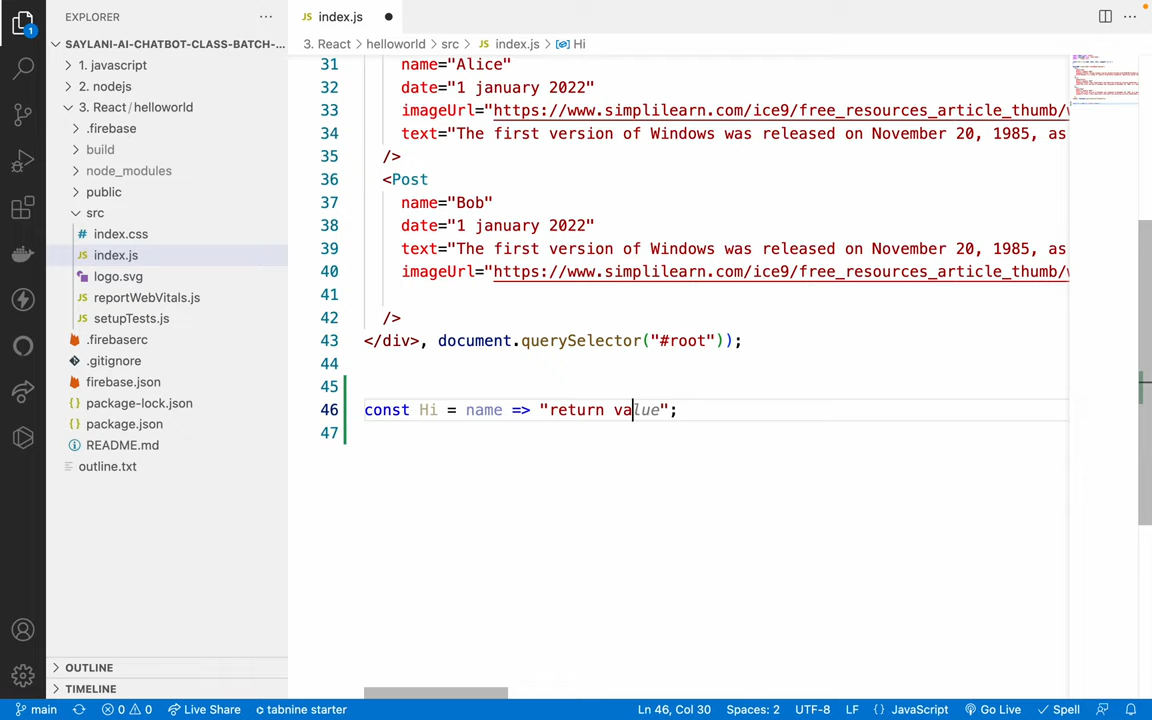 EXPLORER
···
JS index.js ●
···
1
SAYLANI-AI-CHATBOT-CLASS-BATCH-...
1. javascript
2. nodejs
3. React / helloworld
.firebase
build
node_modules
public
src
# index.css
JS index.js
logo.svg
JS reportWebVitals.js
JS setupTests.js
.firebaserc
.gitignore
firebase.json
{} package-lock.json
{} package.json
README.md
outline.txt
OUTLINE
TIMELINE
3. React > helloworld > src > JS index.js > Hi
31 name="Alice"
32 date="1 january 2022"
33 imageUrl="https://www.simplilearn.com/ice9/free_resources_article_thumb/
34 text="The first version of Windows was released on November 20, 1985, as
35 />
36 <Post
37 name="Bob"
38 date="1 january 2022"
39 text="The first version of Windows was released on November 20, 1985, as
40 imageUrl="https://www.simplilearn.com/ice9/free_resources_article_thumb/
41
42 />
43 </div>, document.querySelector("#root"));
44
45
46 const Hi = name => "return value";
47
main
0 0
Live Share
tabnine starter
Ln 46, Col 30
Spaces: 2
UTF-8
LF
{} JavaScript
Go Live
Spell